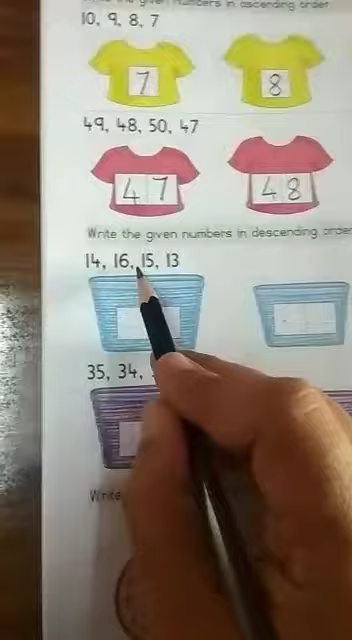 given numbers in ascending order
10, 9, 8, 7
7 8
49, 48, 50, 47
47 48
Write the given numbers in descending order
14, 16, 15, 13
35, 34,
Write